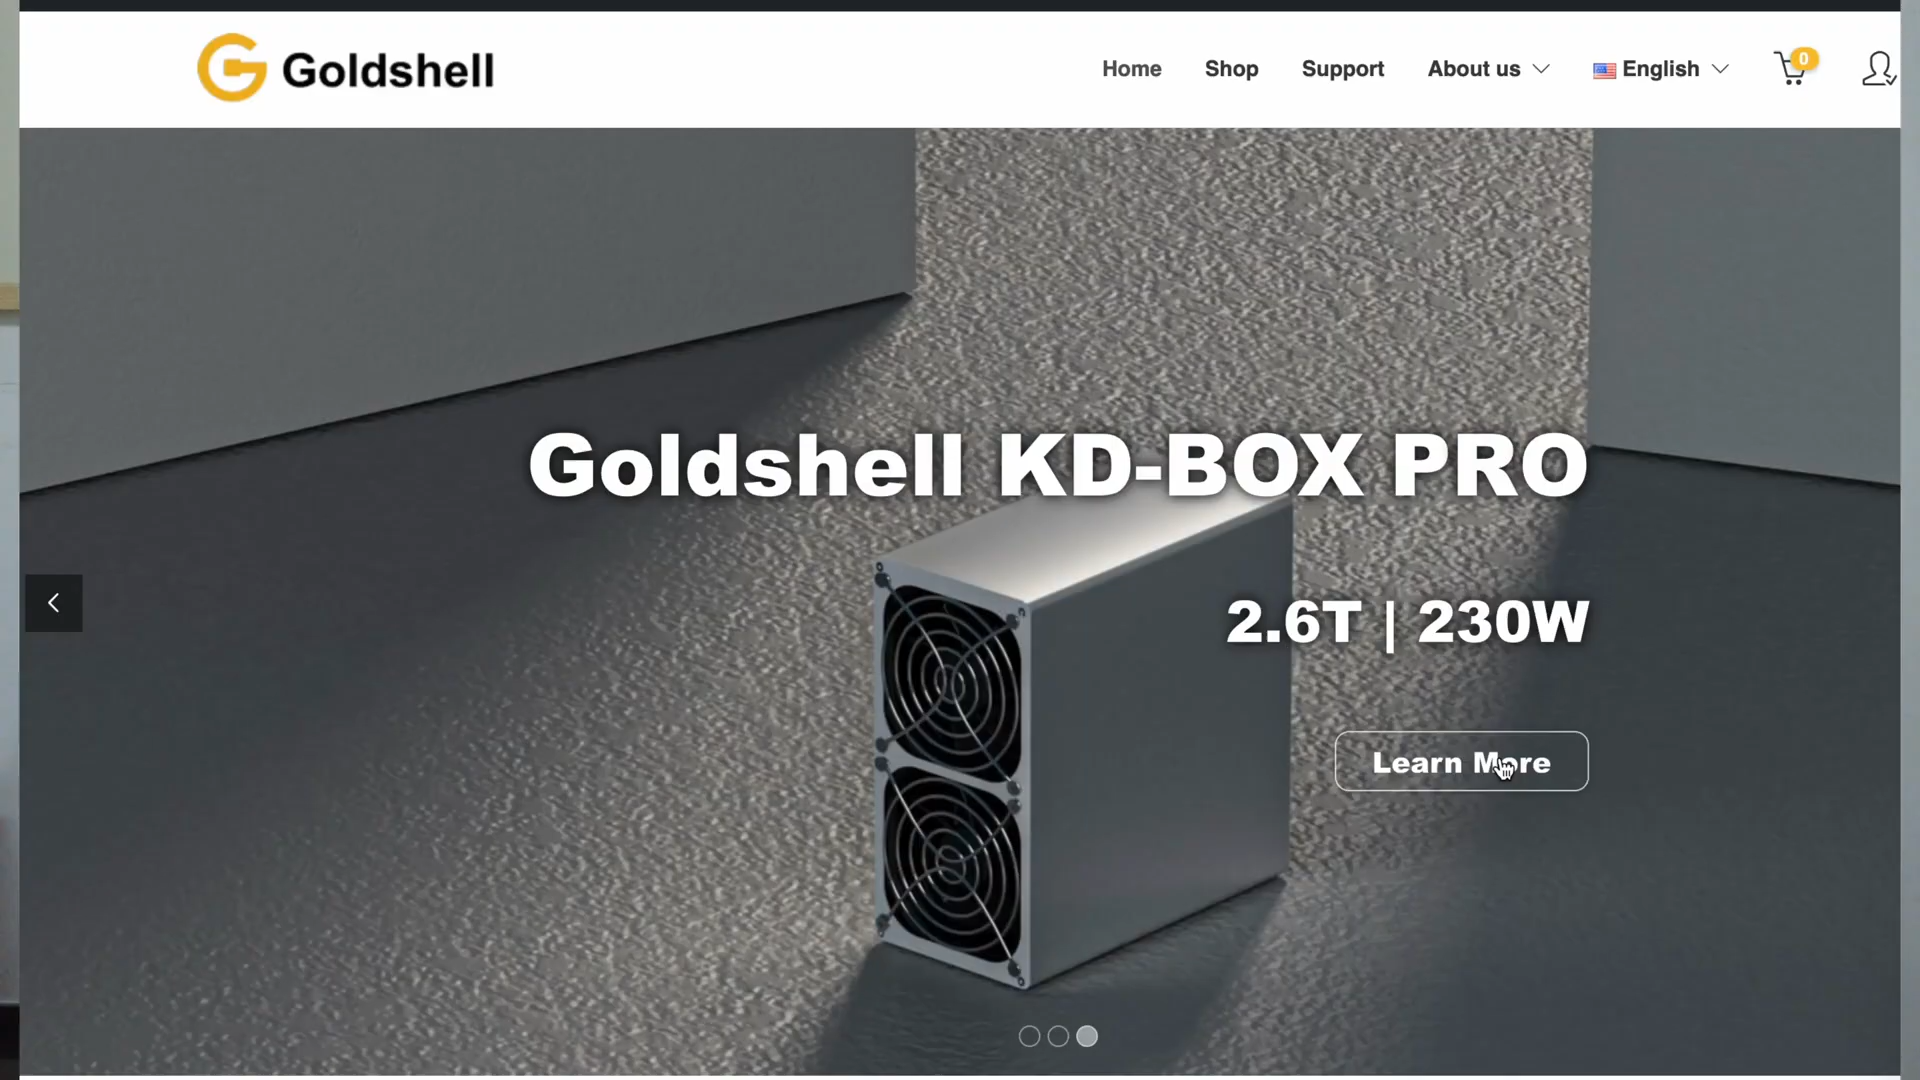 Goldshell
Home Shop Support About us English 0
Goldshell KD-BOX PRO
2.6T | 230W
Learn More